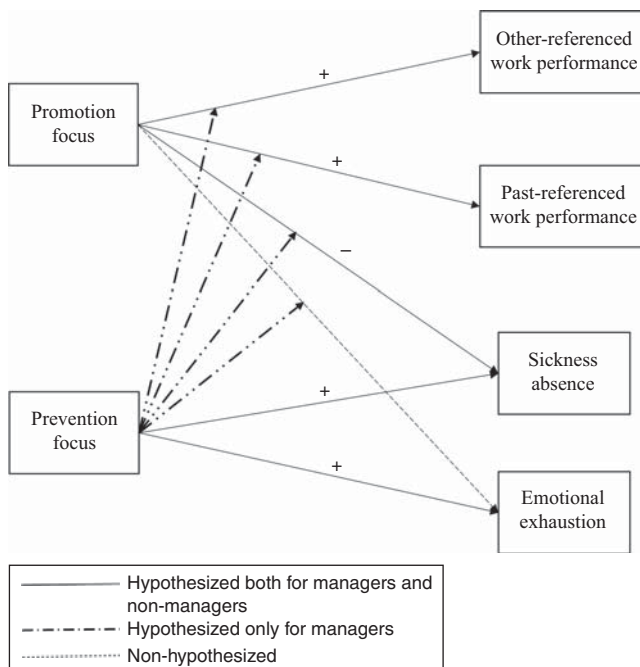 Other-referenced
work performance
+
Promotion
focus
+
Past-referenced
work performance
–
Sickness
absence
+
Prevention
focus
+
Emotional
exhaustion
Hypothesized both for managers and
non-managers
Hypothesized only for managers
Non-hypothesized